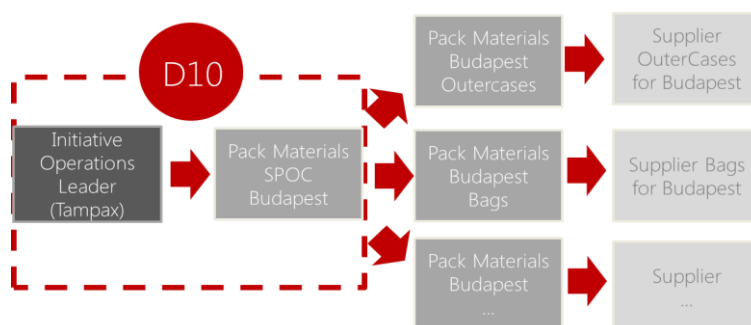 D10
Initiative
Operations
Leader
(Tampax)
Pack Materials
SPOC
Budapest
Pack Materials
Budapest
Outercases
Supplier
OuterCases
for Budapest
Pack Materials
Budapest
Bags
Supplier Bags
for Budapest
Pack Materials
Budapest
...
Supplier
...